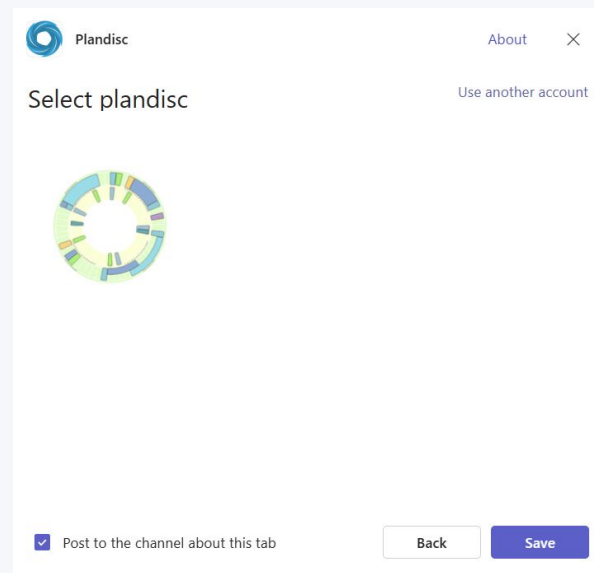 Plandisc
About
Select plandisc
Use another account
Post to the channel about this tab
Back
Save